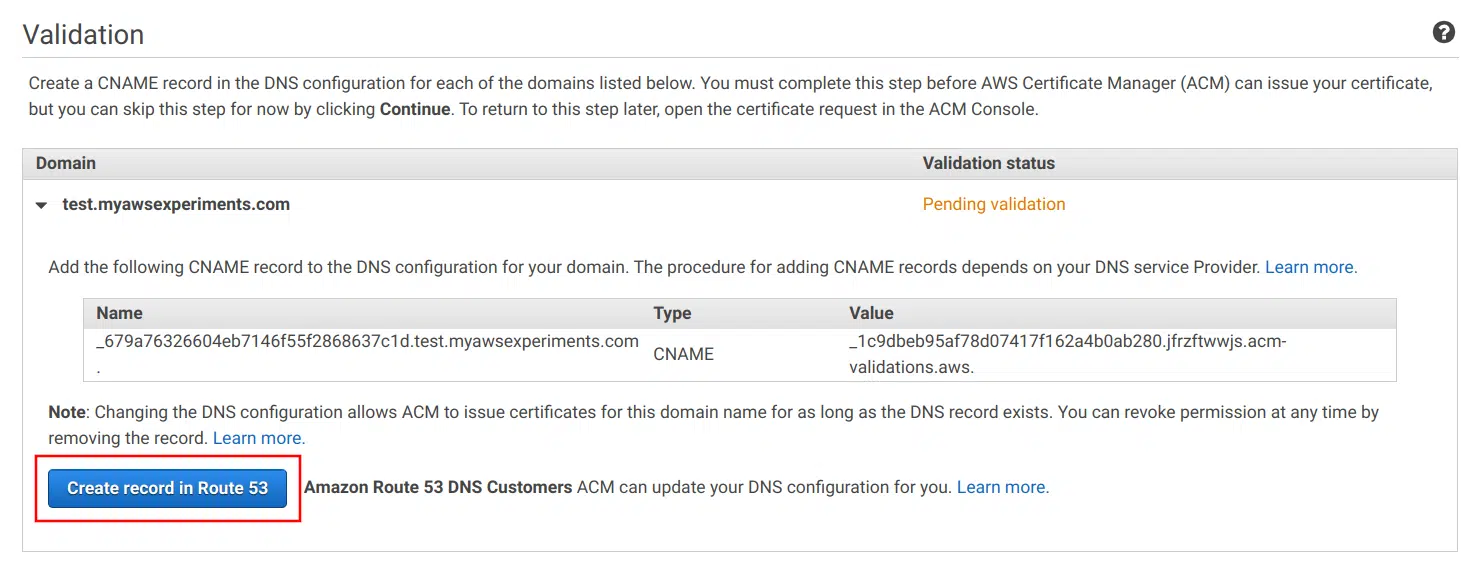 Validation
?
Create a CNAME record in the DNS configuration for each of the domains listed below. You must complete this step before AWS Certificate Manager (ACM) can issue your certificate,
but you can skip this step for now by clicking Continue. To return to this step later, open the certificate request in the ACM Console.
Domain Validation status
test.myawsexperiments.com Pending validation
Add the following CNAME record to the DNS configuration for your domain. The procedure for adding CNAME records depends on your DNS service Provider. Learn more.
Name Type Value
_679a76326604eb7146f55f2868637c1d.test.myawsexperiments.com _1c9dbeb95af78d07417f162a4b0ab280.jfrzftwwjs.acm-
CNAME
. validations.aws.
Note: Changing the DNS configuration allows ACM to issue certificates for this domain name for as long as the DNS record exists. You can revoke permission at any time by
removing the record. Learn more.
Create record in Route 53 Amazon Route 53 DNS Customers ACM can update your DNS configuration for you. Learn more.